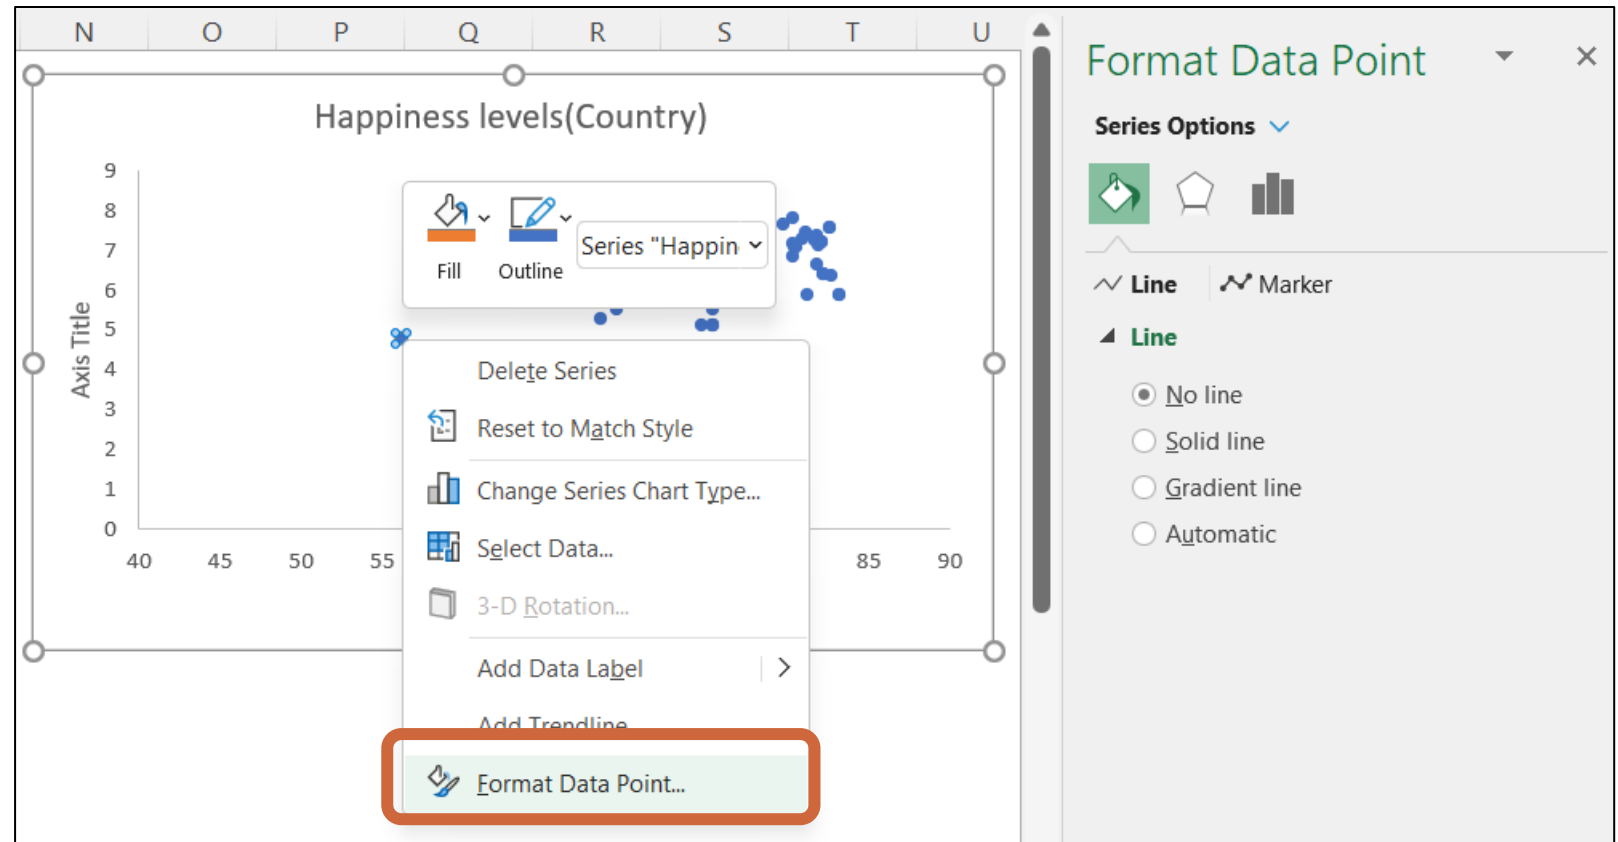 N O P Q R S T U
Happiness levels(Country)
9
8
7
6
5
4
3
2
1
0
Axis Title
40 45 50 55 85 90
Fill
Outline
Series "Happin
Delete Series
Reset to Match Style
Change Series Chart Type...
Select Data...
3-D Rotation...
Add Data Label
Add Trendline
Format Data Point...
Format Data Point
Series Options
Line Marker
Line
No line
Solid line
Gradient line
Automatic